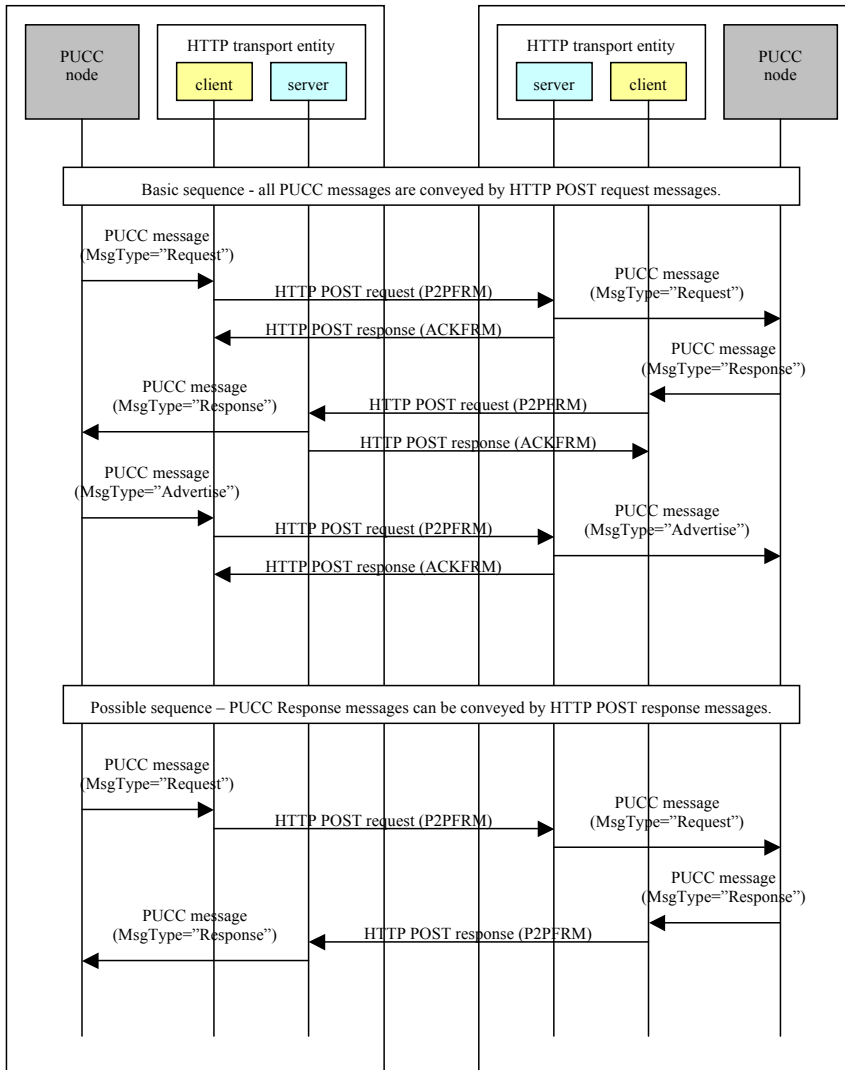 PUCC
node
HTTP transport entity
client
server
HTTP transport entity
server
client
PUCC
node
Basic sequence - all PUCC messages are conveyed by HTTP POST request messages.
PUCC message
(MsgType=”Request”)
HTTP POST request (P2PFRM)
PUCC message
(MsgType=”Request”)
HTTP POST response (ACKFRM)
PUCC message
(MsgType=”Response”)
HTTP POST request (P2PFRM)
PUCC message
(MsgType=”Response”)
HTTP POST response (ACKFRM)
PUCC message
(MsgType=”Advertise”)
HTTP POST request (P2PFRM)
PUCC message
(MsgType=”Advertise”)
HTTP POST response (ACKFRM)
Possible sequence – PUCC Response messages can be conveyed by HTTP POST response messages.
PUCC message
(MsgType=”Request”)
HTTP POST request (P2PFRM)
PUCC message
(MsgType=”Request”)
PUCC message
(MsgType=”Response”)
HTTP POST response (P2PFRM)
PUCC message
(MsgType=”Response”)